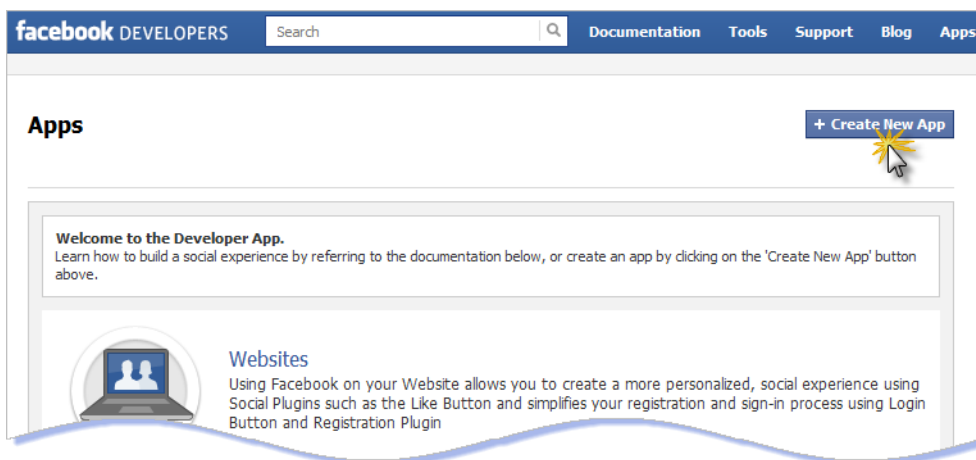 facebook DEVELOPERS Search Documentation Tools Support Blog Apps
Apps
+ Create New App
Welcome to the Developer App.
Learn how to build a social experience by referring to the documentation below, or create an app by clicking on the 'Create New App' button
above.
Websites
Using Facebook on your Website allows you to create a more personalized, social experience using
Social Plugins such as the Like Button and simplifies your registration and sign-in process using Login
Button and Registration Plugin